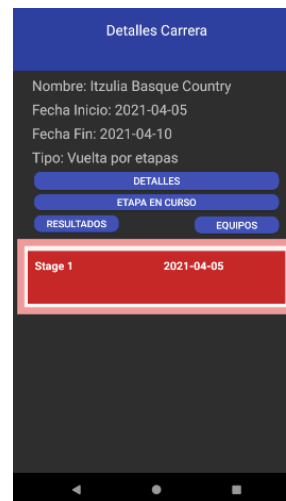 Detalles Carrera
Nombre: Itzulia Basque Country
Fecha Inicio: 2021-04-05
Fecha Fin: 2021-04-10
Tipo: Vuelta por etapas
DETALLES
ETAPA EN CURSO
RESULTADOS EQUIPOS
Stage 1 2021-04-05